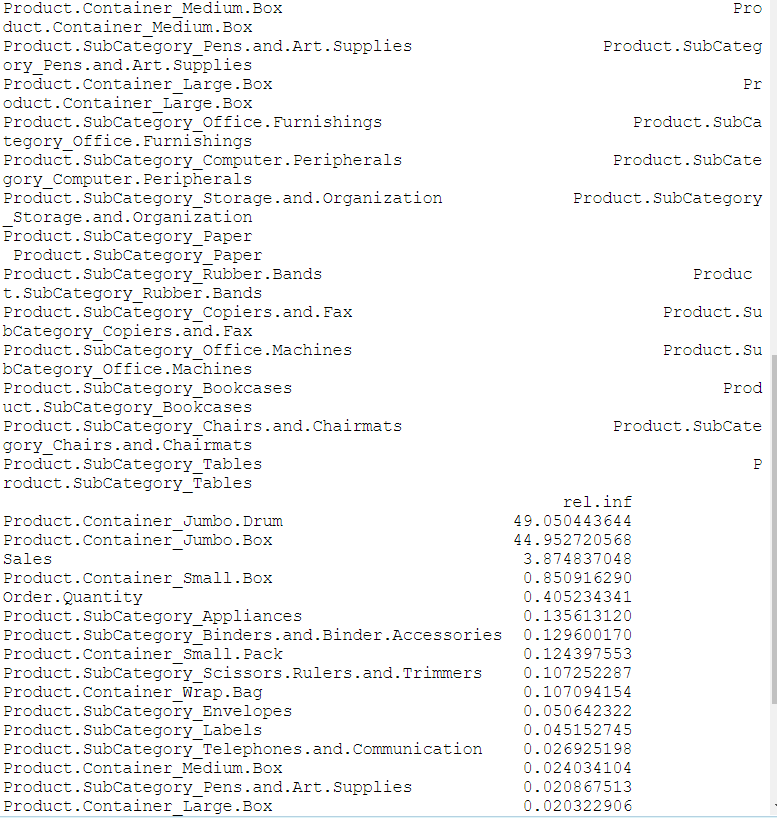 Product.Container_Medium.Box Pro
duct.Container_Medium.Box
Product.SubCategory_Pens.and.Art.Supplies Product.SubCateg
ory_Pens.and.Art.Supplies
Product.Container_Large.Box Pr
oduct.Container_Large.Box
Product.SubCategory_Office.Furnishings Product.SubCa
tegory_Office.Furnishings
Product.SubCategory_Computer.Peripherals Product.SubCate
gory_Computer.Peripherals
Product.SubCategory_Storage.and.Organization Product.SubCategory
_Storage.and.Organization
Product.SubCategory_Paper
Product.SubCategory_Paper
Product.SubCategory_Rubber.Bands Produc
t.SubCategory_Rubber.Bands
Product.SubCategory_Copiers.and.Fax Product.Su
bCategory_Copiers.and.Fax
Product.SubCategory_Office.Machines Product.Su
bCategory_Office.Machines
Product.SubCategory_Bookcases Prod
uct.SubCategory_Bookcases
Product.SubCategory_Chairs.and.Chairmats Product.SubCate
gory_Chairs.and.Chairmats
Product.SubCategory_Tables P
roduct.SubCategory_Tables
rel.inf
Product.Container_Jumbo.Drum 49.050443644
Product.Container_Jumbo.Box 44.952720568
Sales 3.874837048
Product.Container_Small.Box 0.850916290
Order.Quantity 0.405234341
Product.SubCategory_Appliances 0.135613120
Product.SubCategory_Binders.and.Binder.Accessories 0.129600170
Product.Container_Small.Pack 0.124397553
Product.SubCategory_Scissors.Rulers.and.Trimmers 0.107252287
Product.Container_Wrap.Bag 0.107094154
Product.SubCategory_Envelopes 0.050642322
Product.SubCategory_Labels 0.045152745
Product.SubCategory_Telephones.and.Communication 0.026925198
Product.Container_Medium.Box 0.024034104
Product.SubCategory_Pens.and.Art.Supplies 0.020867513
Product.Container_Large.Box 0.020322906